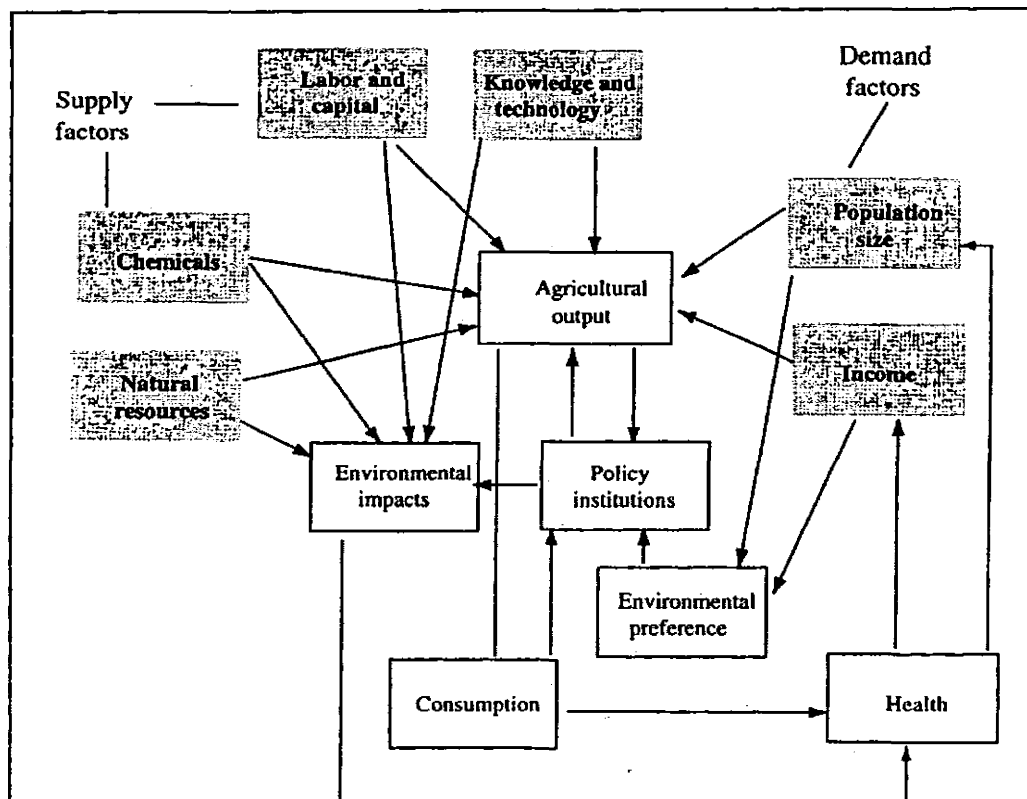 Demand
factors
Supply
factors
Labor and
capital
Knowledge and
technology
Population
size
Chemicals
Agricultural
output
Natural
resources
Income
Environmental
impacts
Policy
institutions
Environmental
preference
Consumption
Health